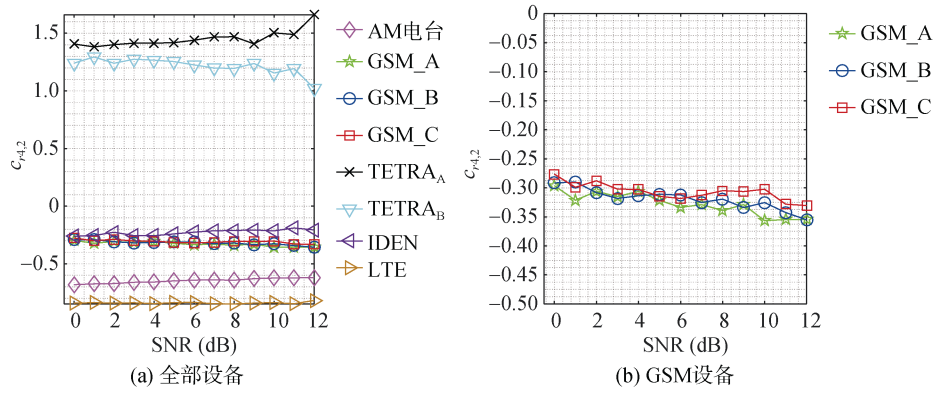 1.5
1.0
0.5
0
−0.5
c_{r4,2}
0 2 4 6 8 10 12
SNR (dB)
AM电台
GSM_A
GSM_B
GSM_C
TETRA_A
TETRA_B
IDEN
LTE
(a) 全部设备
0
−0.05
−0.10
−0.15
−0.20
−0.25
−0.30
−0.35
−0.40
−0.45
−0.50
c_{r4,2}
0 2 4 6 8 10 12
SNR (dB)
GSM_A
GSM_B
GSM_C
(b) GSM设备